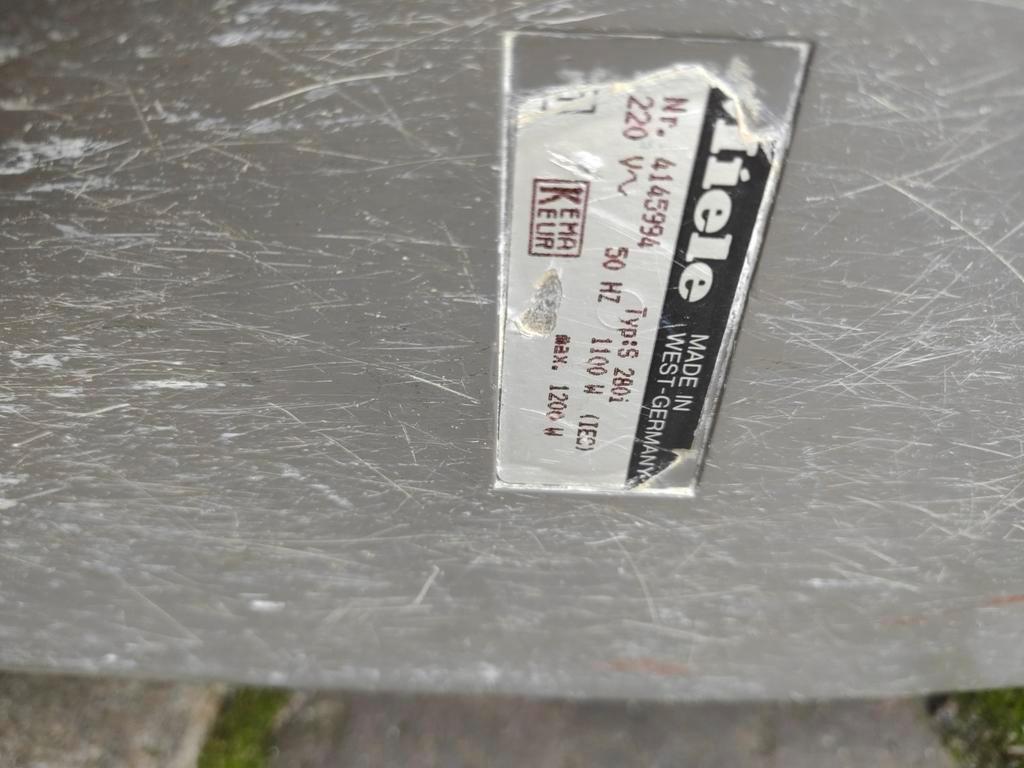 Miele MADE IN
WEST-GERMANY
Nr. 4145994 Typ:S 280i
220 V~ 50 HZ 1100 W (IEC)
max. 1200 W
KEMA
KEUR